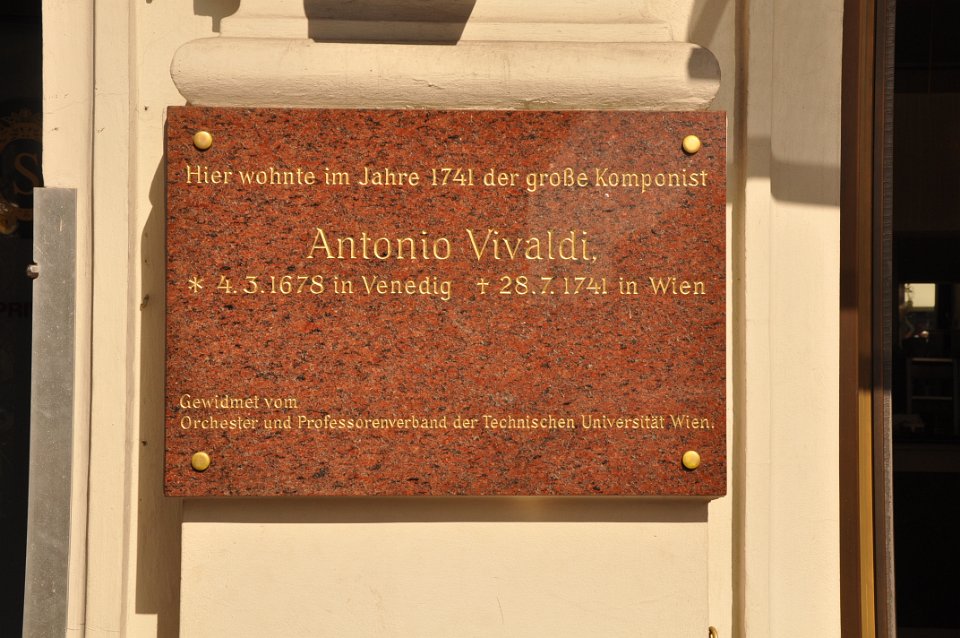 Hier wohnte im Jahre 1741 der große Komponist
Antonio Vivaldi,
* 4.3.1678 in Venedig † 28.7.1741 in Wien
Gewidmet vom
Orchester und Professorenverband der Technischen Universität Wien.
S